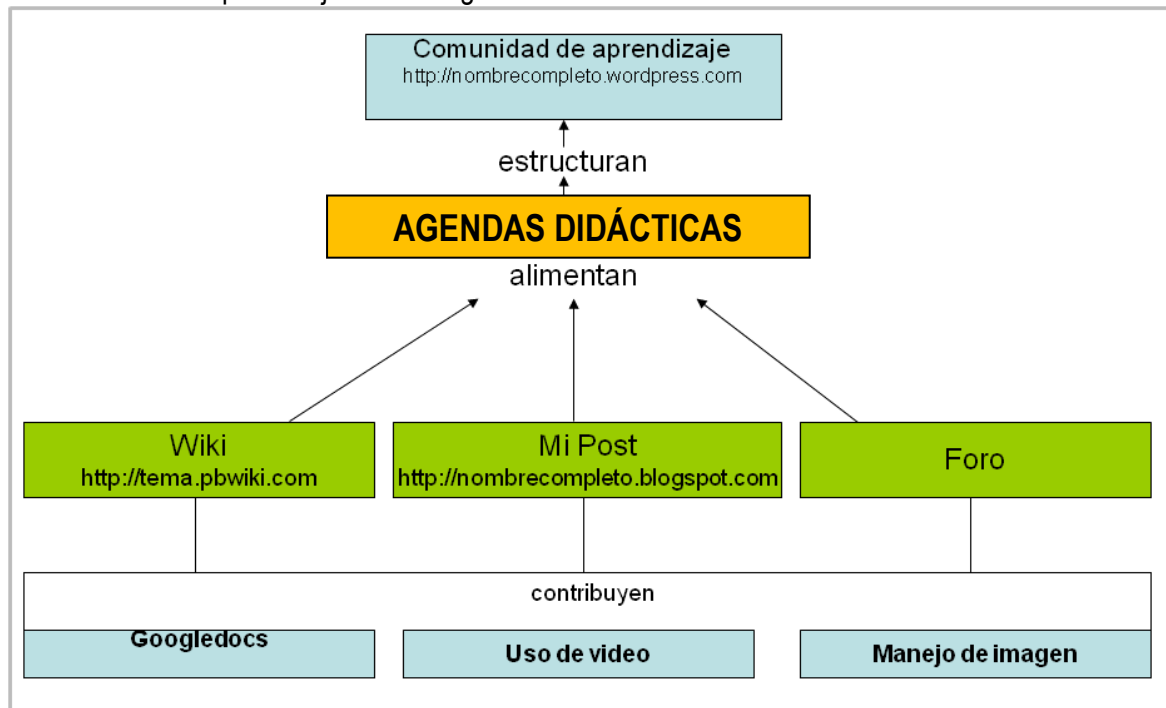 Comunidad de aprendizaje
http://nombrecompleto.wordpress.com
estructuran
AGENDAS DIDÁCTICAS
alimentan
Wiki
http://tema.pbwiki.com
Mi Post
http://nombrecompleto.blogspot.com
Foro
contribuyen
Googledocs
Uso de video
Manejo de imagen